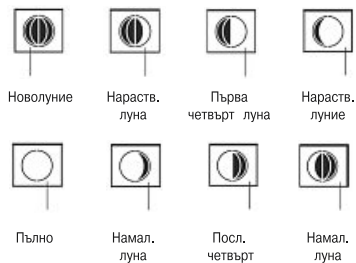 Новолуние Нараств. Първа Нараств.
луна четвърт луна луние
Пълно Намал. Посл. Намал.
луна четвърт луна